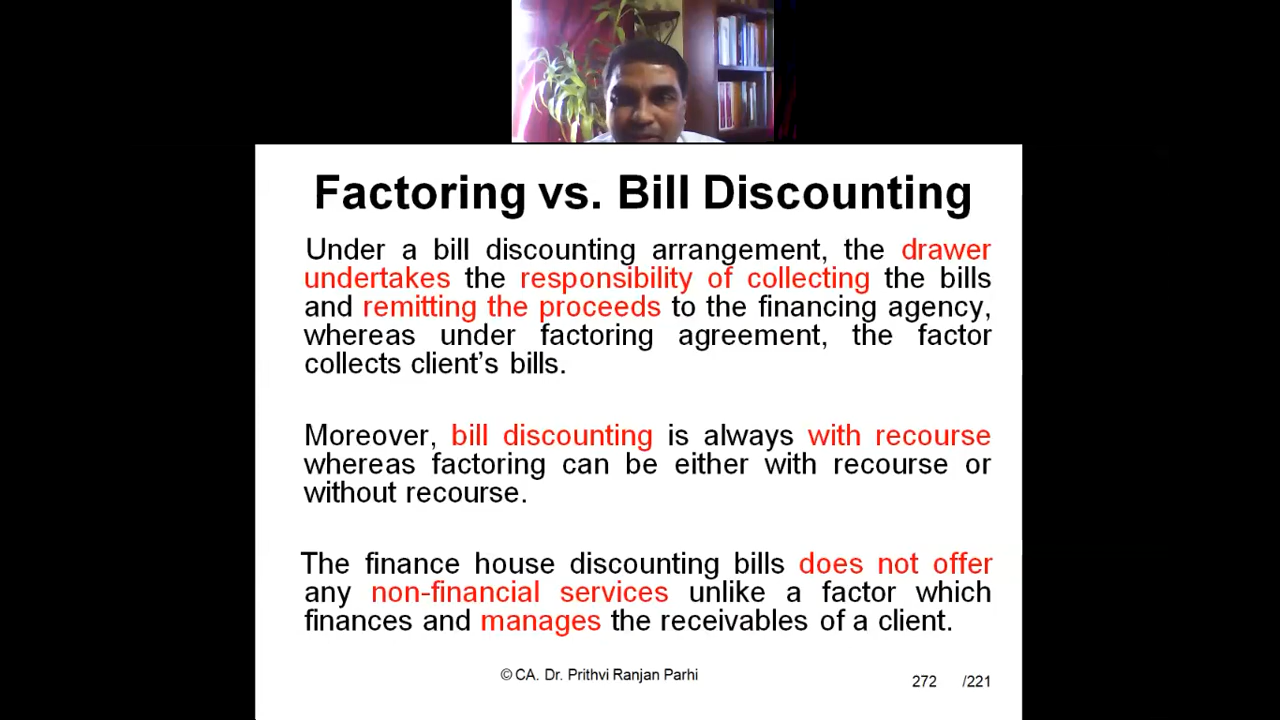 Factoring vs. Bill Discounting
Under a bill discounting arrangement, the drawer
undertakes the responsibility of collecting the bills
and remitting the proceeds to the financing agency,
whereas under factoring agreement, the factor
collects client’s bills.
Moreover, bill discounting is always with recourse
whereas factoring can be either with recourse or
without recourse.
The finance house discounting bills does not offer
any non-financial services unlike a factor which
finances and manages the receivables of a client.
© CA. Dr. Prithvi Ranjan Parhi
272 /221